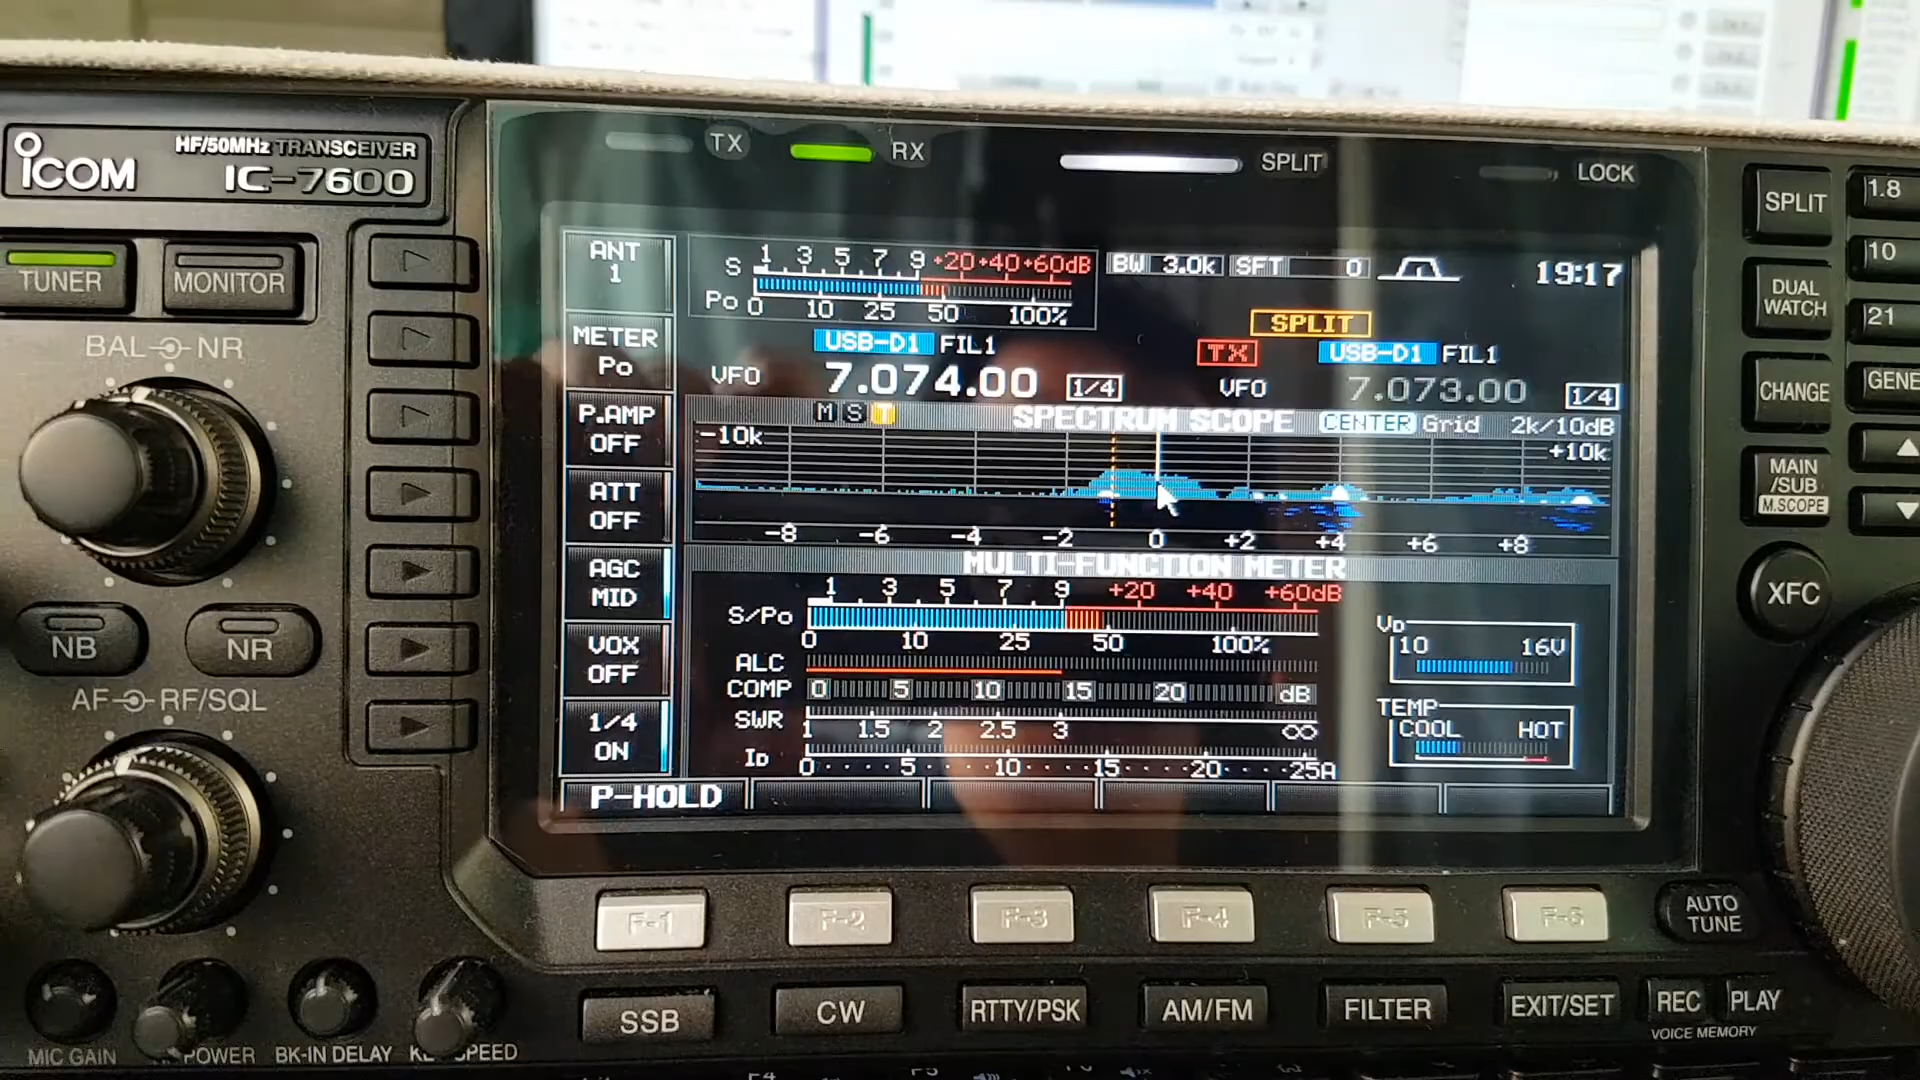 TX RX SPLIT LOCK
ICOM HF/50MHz TRANSCEIVER
IC-7600
TUNER MONITOR
BAL NR
NB NR
AF RF/SQL
MIC GAIN POWER BK-IN DELAY SPEED
ANT
1
METER
Po
P.AMP
OFF
ATT
OFF
AGC
MID
VOX
OFF
1/4
ON
S 1 3 5 7 9 +20 +40 +60dB
Po 0 10 25 50 100%
BW 3.0k SFT 0 19:17
SPLIT
USB-D1 FIL1 TX USB-D1 FIL1
VFO 7.074.00 1/4 VFO 7.073.00 1/4
M S T SPECTRUM SCOPE CENTER Grid 2k/10dB
-10k +10k
-8 -6 -4 -2 0 +2 +4 +6 +8
MULTI-FUNCTION METER
1 3 5 7 9 +20 +40 +60dB
S/Po
0 10 25 50 100%
ALC
COMP 0 5 10 15 20 dB
SWR 1 1.5 2 2.5 3 ∞
ID 0 5 10 15 20 25A
VD
10 16V
TEMP
COOL HOT
P-HOLD
F-1 F-2 F-3 F-4 F-5 F-6
SSB CW RTTY/PSK AM/FM FILTER EXIT/SET REC PLAY
VOICE MEMORY
SPLIT 1.8
DUAL
WATCH
10
21
CHANGE GENE
MAIN
/SUB
M.SCOPE
XFC
AUTO
TUNE
F4 F5